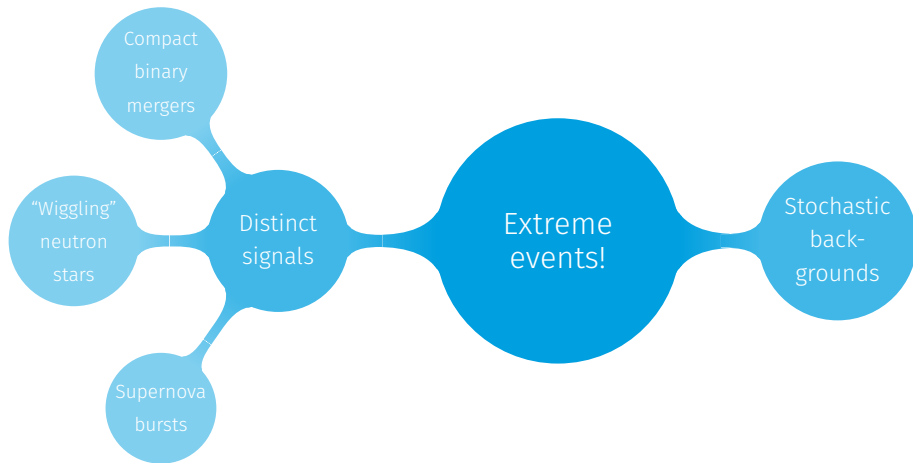 Compact
binary
mergers
“Wiggling”
neutron
stars
Supernova
bursts
Distinct
signals
Extreme
events!
Stochastic
back-
grounds